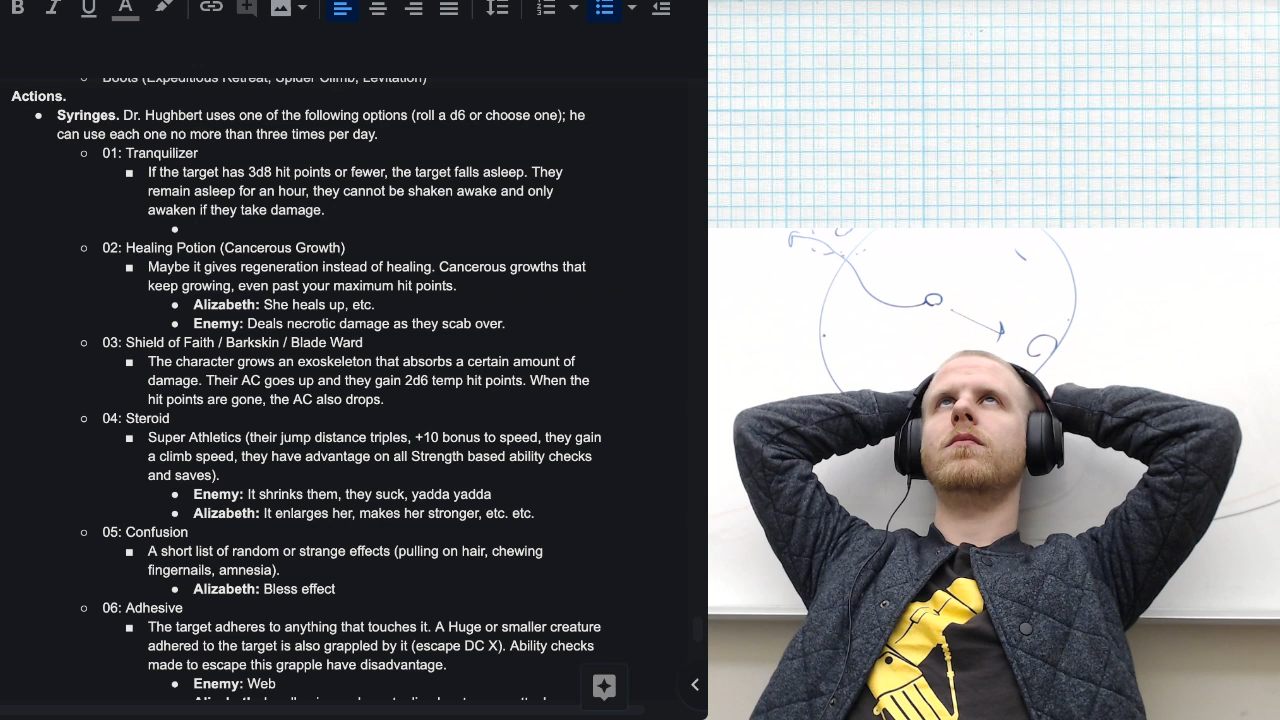 Boots (Expeditious Retreat, Spider Climb, Levitation)
Actions.
Syringes. Dr. Hughbert uses one of the following options (roll a d6 or choose one); he
can use each one no more than three times per day.
01: Tranquilizer
If the target has 3d8 hit points or fewer, the target falls asleep. They
remain asleep for an hour, they cannot be shaken awake and only
awaken if they take damage.
02: Healing Potion (Cancerous Growth)
Maybe it gives regeneration instead of healing. Cancerous growths that
keep growing, even past your maximum hit points.
Alizabeth: She heals up, etc.
Enemy: Deals necrotic damage as they scab over.
03: Shield of Faith / Barkskin / Blade Ward
The character grows an exoskeleton that absorbs a certain amount of
damage. Their AC goes up and they gain 2d6 temp hit points. When the
hit points are gone, the AC also drops.
04: Steroid
Super Athletics (their jump distance triples, +10 bonus to speed, they gain
a climb speed, they have advantage on all Strength based ability checks
and saves).
Enemy: It shrinks them, they suck, yadda yadda
Alizabeth: It enlarges her, makes her stronger, etc. etc.
05: Confusion
A short list of random or strange effects (pulling on hair, chewing
fingernails, amnesia).
Alizabeth: Bless effect
06: Adhesive
The target adheres to anything that touches it. A Huge or smaller creature
adhered to the target is also grappled by it (escape DC X). Ability checks
made to escape this grapple have disadvantage.
Enemy: Web